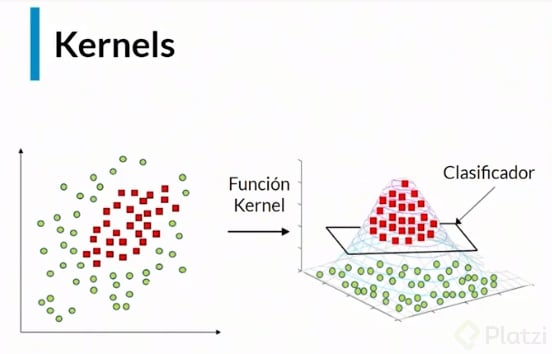 Kernels
Función
Kernel
Clasificador
Platzi